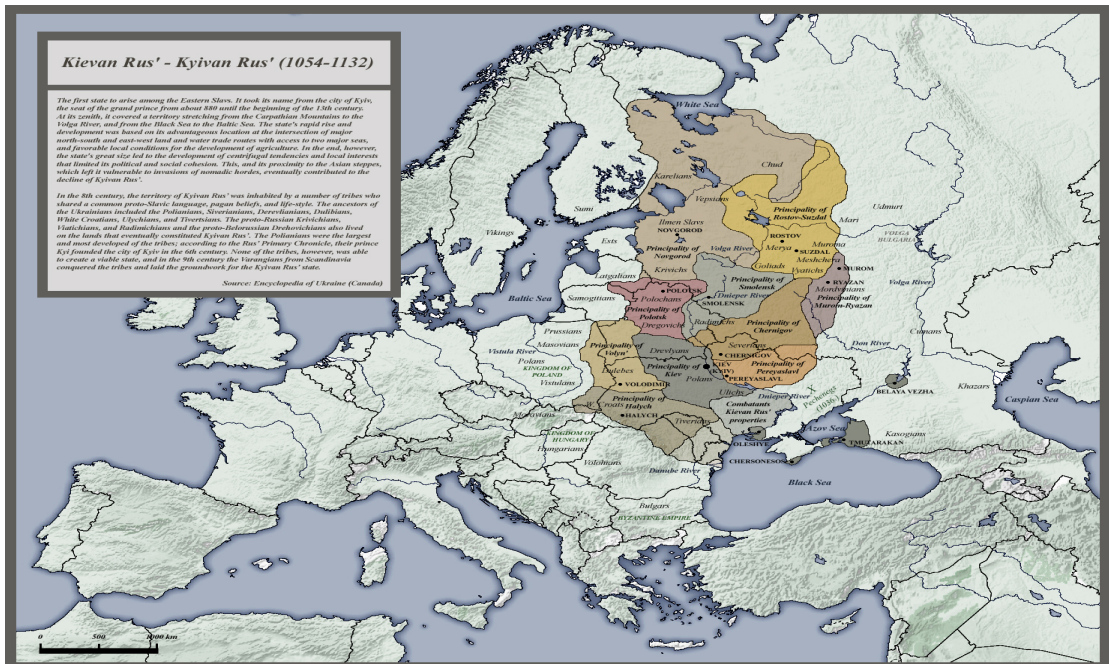 Kievan Rus' - Kyivan Rus' (1054-1132)
The first state to arise among the Eastern Slavs. It took its name from the city of Kyiv,
the seat of the grand prince from about 880 until the beginning of the 13th century.
At its zenith, it covered a territory stretching from the Carpathian Mountains to the
Volga River, and from the Black Sea to the Baltic Sea. The state's rapid rise and
development was based on its advantageous location at the intersection of major
north-south and east-west land and water trade routes with access to two major seas,
and favorable local conditions for the development of agriculture. In the end, however,
the state's great size led to the development of centrifugal tendencies and local interests
that limited its political and social cohesion. This, and its proximity to the Asian steppes,
which left it vulnerable to invasions of nomadic hordes, eventually contributed to the
decline of Kyivan Rus'.
In the 8th century, the territory of Kyivan Rus' was inhabited by a number of tribes who
shared a common proto-Slavic language, pagan beliefs, and life-style. The ancestors of
the Ukrainians included the Polianians, Siverianians, Derevlianians, Dulibians,
White Croatians, Ulychians, and Tivertsians. The proto-Russian Krivichians,
Viatichians, and Radimichians and the proto-Belorussian Drehovichians also lived
on the lands that eventually constituted Kyivan Rus'. The Polianians were the largest
and most developed of the tribes; according to the Rus' Primary Chronicle, their prince
Kyi founded the city of Kyiv in the 6th century. None of the tribes, however, was able
to create a viable state, and in the 9th century the Varangians from Scandinavia
conquered the tribes and laid the groundwork for the Kyivan Rus' state.
Source: Encyclopedia of Ukraine (Canada)
White Sea
Chud
Karelians
Vepsians
Sumi
Udmurt
Principality of
Rostov-Suzdal
Mari
Ilmen Slavs
NOVGOROD
Vikings
ROSTOV
VOLGA
BULGARIA
Ests
Principality of
Novgorod
Volga River
Merya
SUZDAL
Muroma
Meshchera
Goliads
Vyatichs
MUROM
Latgalians
Krivichs
RYAZAN
Volga River
Mordvinians
Principality of
Murom-Ryazan
Principality of
Smolensk
POLOTSK
Polochans
Baltic Sea
Samogitians
Dnieper River
SMOLENSK
Principality of
Polotsk
Dregovichs
Radimichs
Principality of
Chernigov
Prussians
Cumans
Masovians
Severians
Don River
Vistula River
Principality of
Volyn'
Drevlyans
CHERNIGOV
Polans
KINGDOM OF
POLAND
Vistulans
Dulebes
Principality of
Kiev
KIEV
(KYIV)
Principality of
Pereyaslavl
PEREYASLAVL
Polans
VOLODIMIR
Khazars
BELAYA VEZHA
Ulichs
Dnieper River
X
Pechenegs
(1036)
Caspian Sea
W. Croats
Principality of
Halych
HALYCH
Combatants
Kievan Rus'
properties
Moravians
Tiverians
Azov Sea
Kasogians
KINGDOM OF
HUNGARY
Hungarians
OLESHYE
TMUTARAKAN
Volohians
CHERSONESOS
Danube River
Black Sea
Bulgars
BYZANTINE EMPIRE
0 500 1000 km